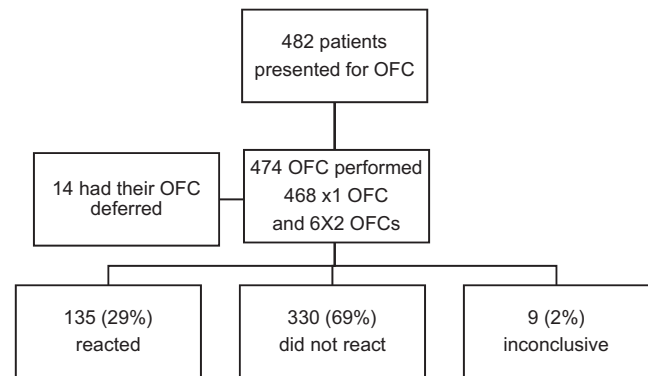 482 patients
presented for OFC
14 had their OFC
deferred
474 OFC performed
468 x1 OFC
and 6X2 OFCs
135 (29%)
reacted
330 (69%)
did not react
9 (2%)
inconclusive